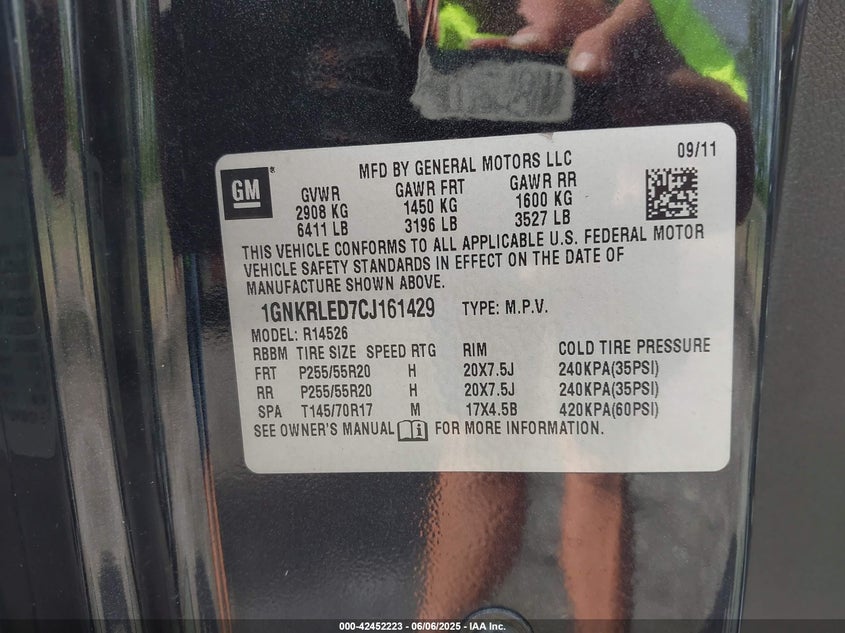 09/11
MFD BY GENERAL MOTORS LLC
GM
GVWR GAWR FRT GAWR RR
2908 KG 1450 KG 1600 KG
6411 LB 3196 LB 3527 LB
THIS VEHICLE CONFORMS TO ALL APPLICABLE U.S. FEDERAL MOTOR
VEHICLE SAFETY STANDARDS IN EFFECT ON THE DATE OF
MANUFACTURE SHOWN ABOVE.
1GNKRLED7CJ161429 TYPE: M.P.V.
MODEL: R14526
RBBM TIRE SIZE SPEED RTG RIM COLD TIRE PRESSURE
FRT P255/55R20 H 20X7.5J 240KPA(35PSI)
RR P255/55R20 H 20X7.5J 240KPA(35PSI)
SPA T145/70R17 M 17X4.5B 420KPA(60PSI)
SEE OWNER'S MANUAL FOR MORE INFORMATION.
000-42452223 - 06/06/2025 - IAA Inc.